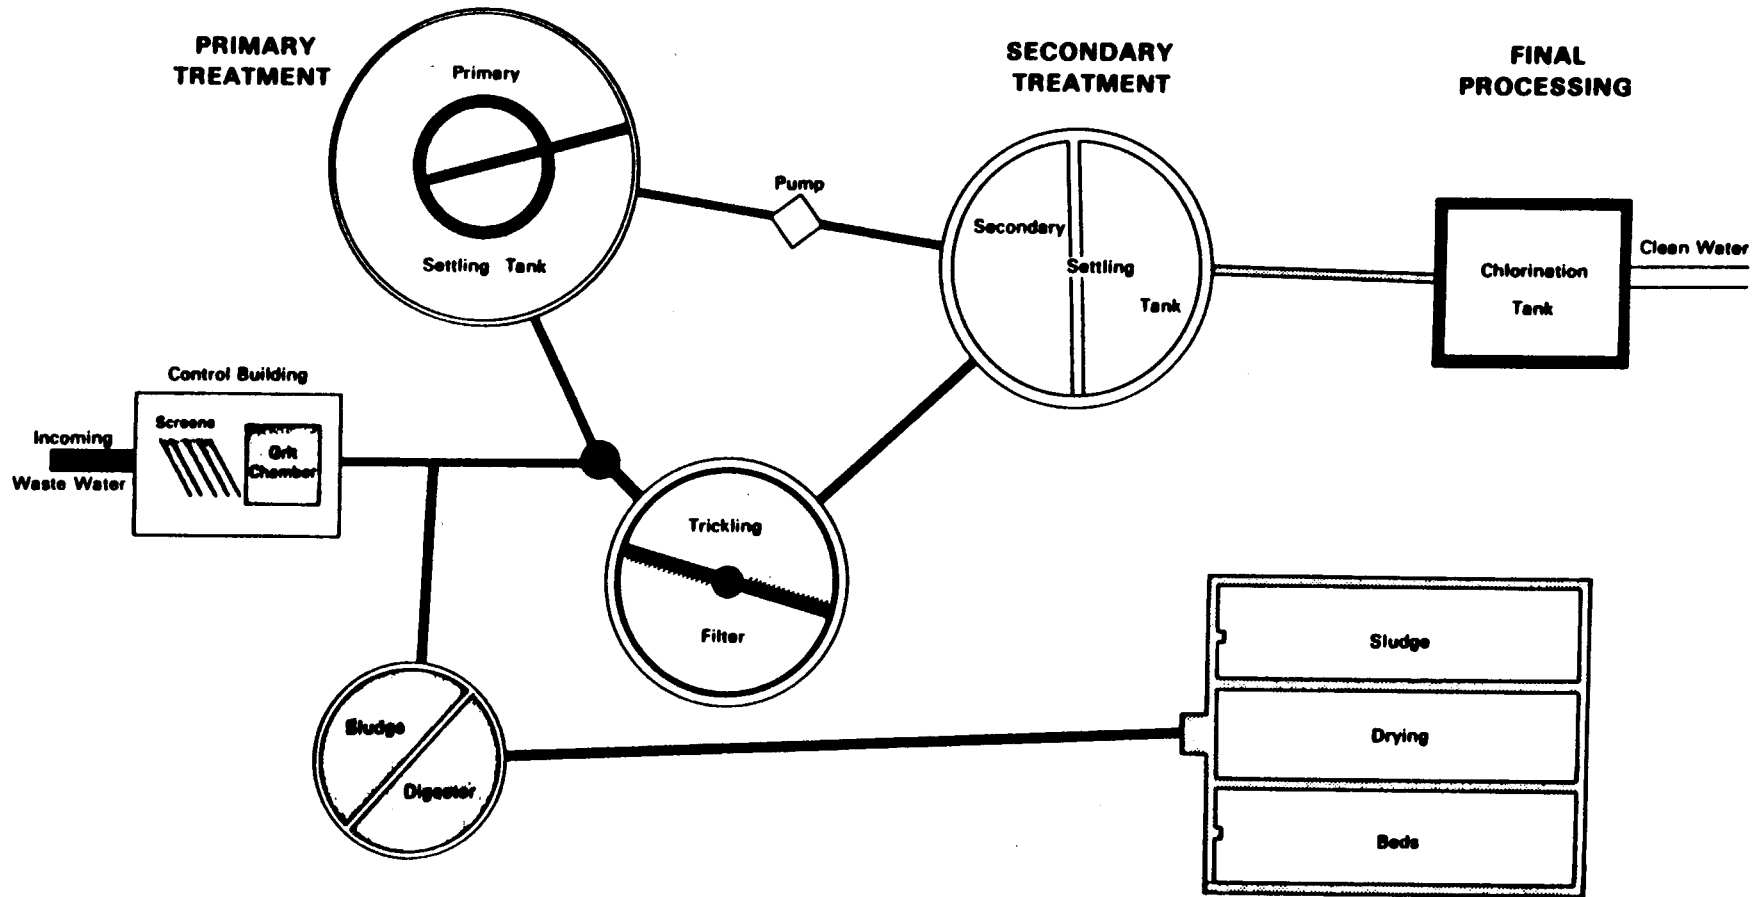 PRIMARY
TREATMENT
Primary
Settling Tank
SECONDARY
TREATMENT
FINAL
PROCESSING
Pump
Secondary
Settling
Tank
Clean Water
Chlorination
Tank
Control Building
Screens
Grit
Chamber
Incoming
Waste Water
Trickling
Filter
Sludge
Digester
Sludge
Drying
Beds